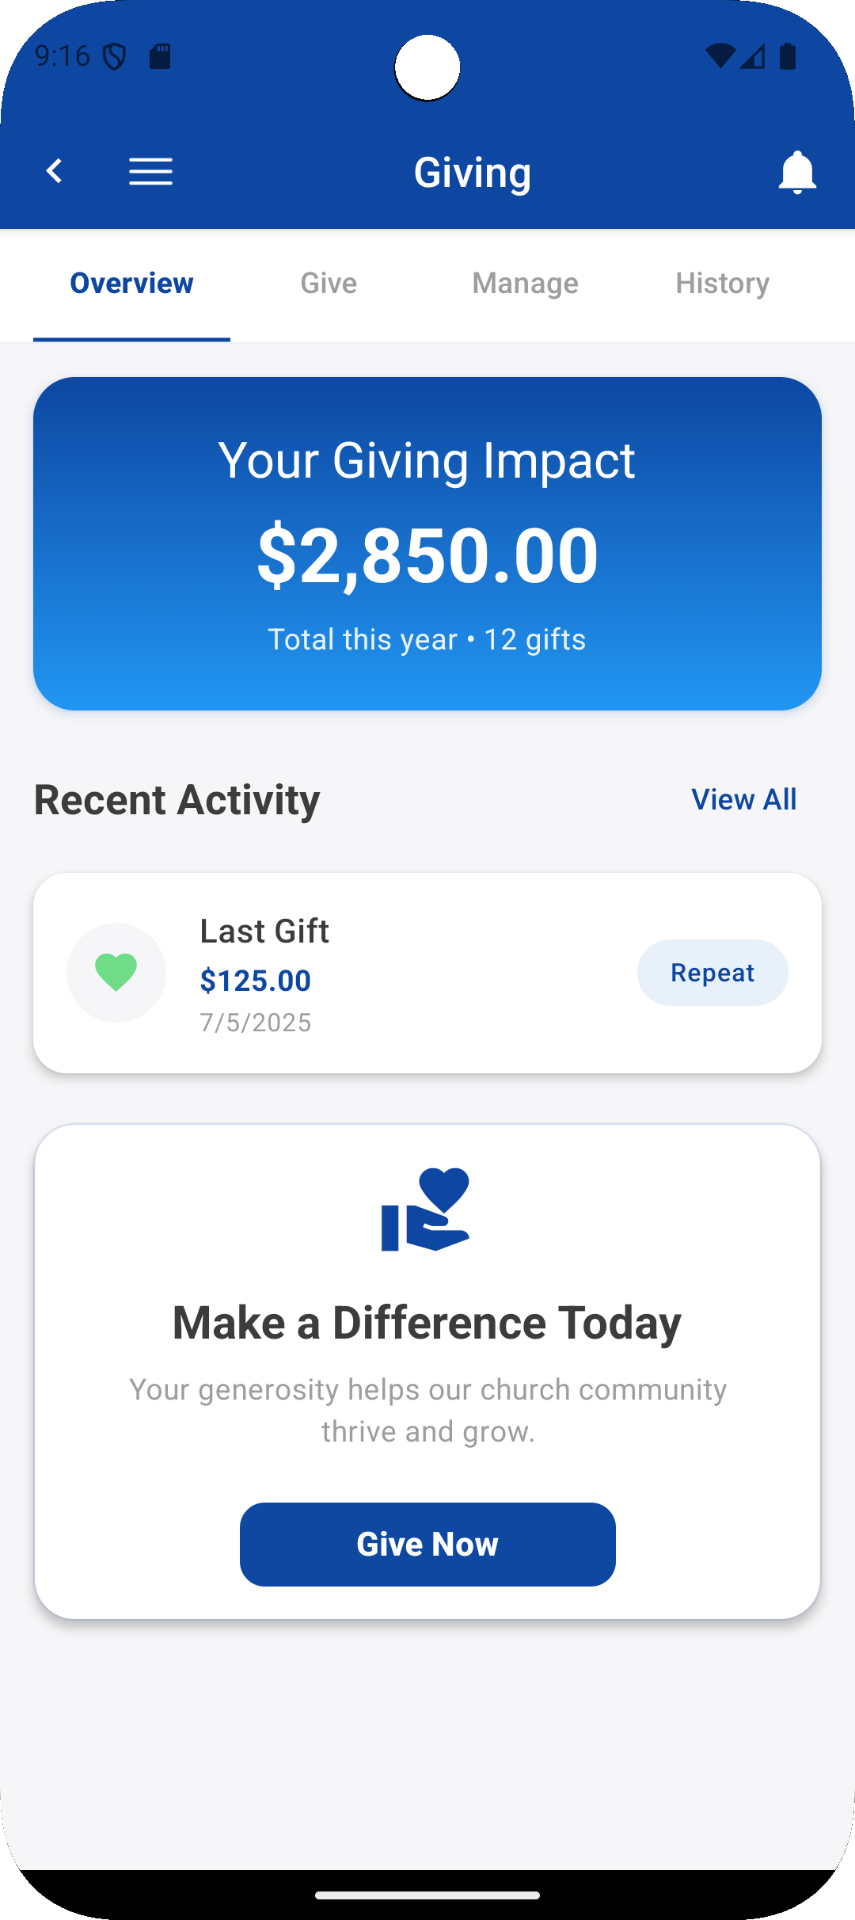 9:16
Giving
Overview Give Manage History
Your Giving Impact
$2,850.00
Total this year • 12 gifts
Recent Activity View All
Last Gift
$125.00
7/5/2025
Repeat
Make a Difference Today
Your generosity helps our church community
thrive and grow.
Give Now